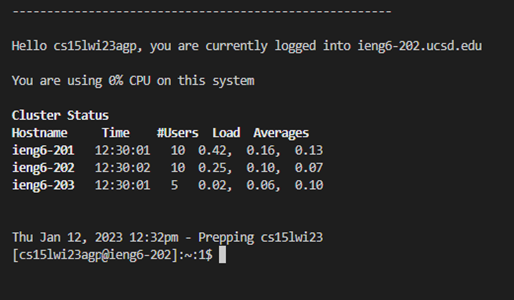 ------------------------------------------------------
Hello cs15lwi23agp, you are currently logged into ieng6-202.ucsd.edu
You are using 0% CPU on this system
Cluster Status
Hostname     Time    #Users  Load  Averages
ieng6-201   12:30:01   10  0.42,  0.16,  0.13
ieng6-202   12:30:02   10  0.25,  0.10,  0.07
ieng6-203   12:30:01   5   0.02,  0.06,  0.10
Thu Jan 12, 2023 12:32pm - Prepping cs15lwi23
[cs15lwi23agp@ieng6-202]:~:1$